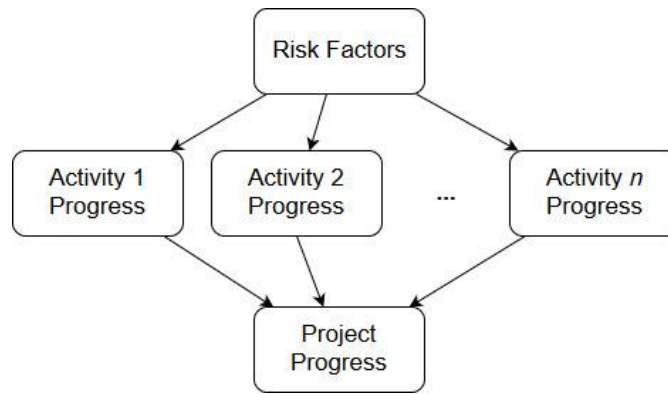 Risk Factors
Activity 1
Progress
Activity 2
Progress
...
Activity n
Progress
Project
Progress